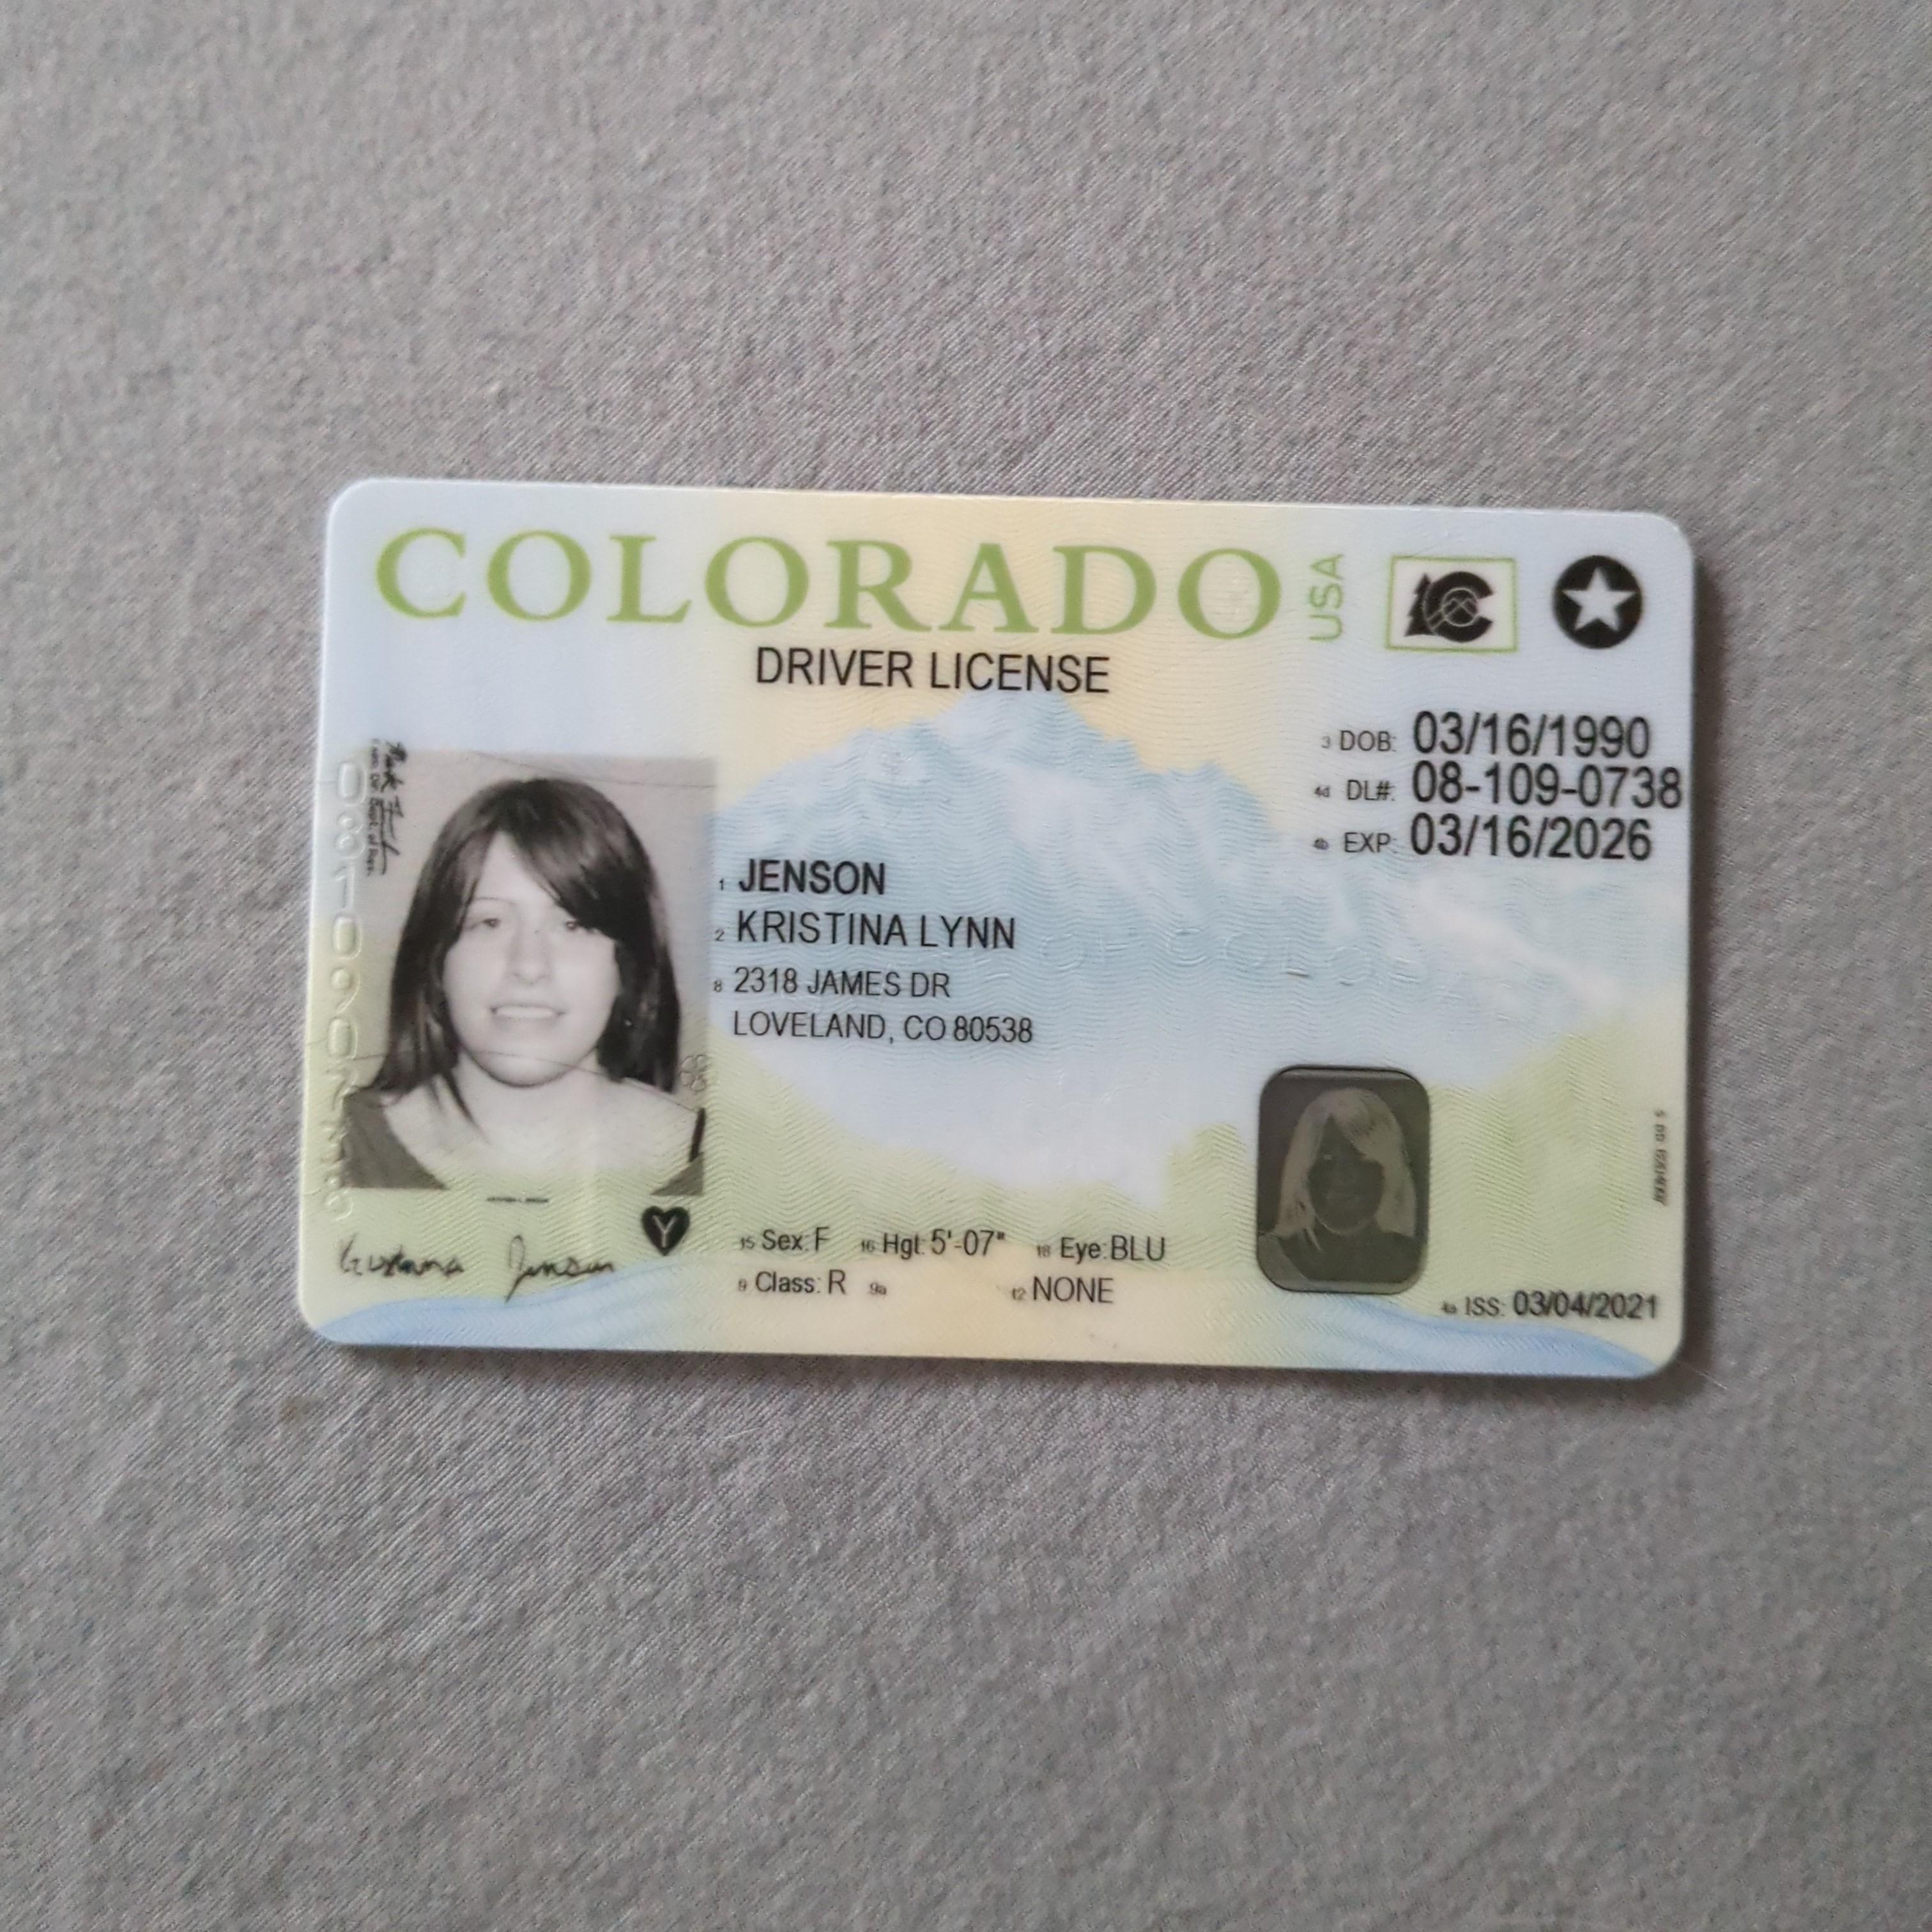 COLORADO USA
DRIVER LICENSE
3 DOB: 03/16/1990
4d DL#: 08-109-0738
4b EXP: 03/16/2026
1 JENSON
2 KRISTINA LYNN
8 2318 JAMES DR
LOVELAND, CO 80538
Y
Kristina Jenson
15 Sex: F 16 Hgt: 5'-07" 18 Eye: BLU
9 Class: R 9a 12 NONE
4a ISS: 03/04/2021